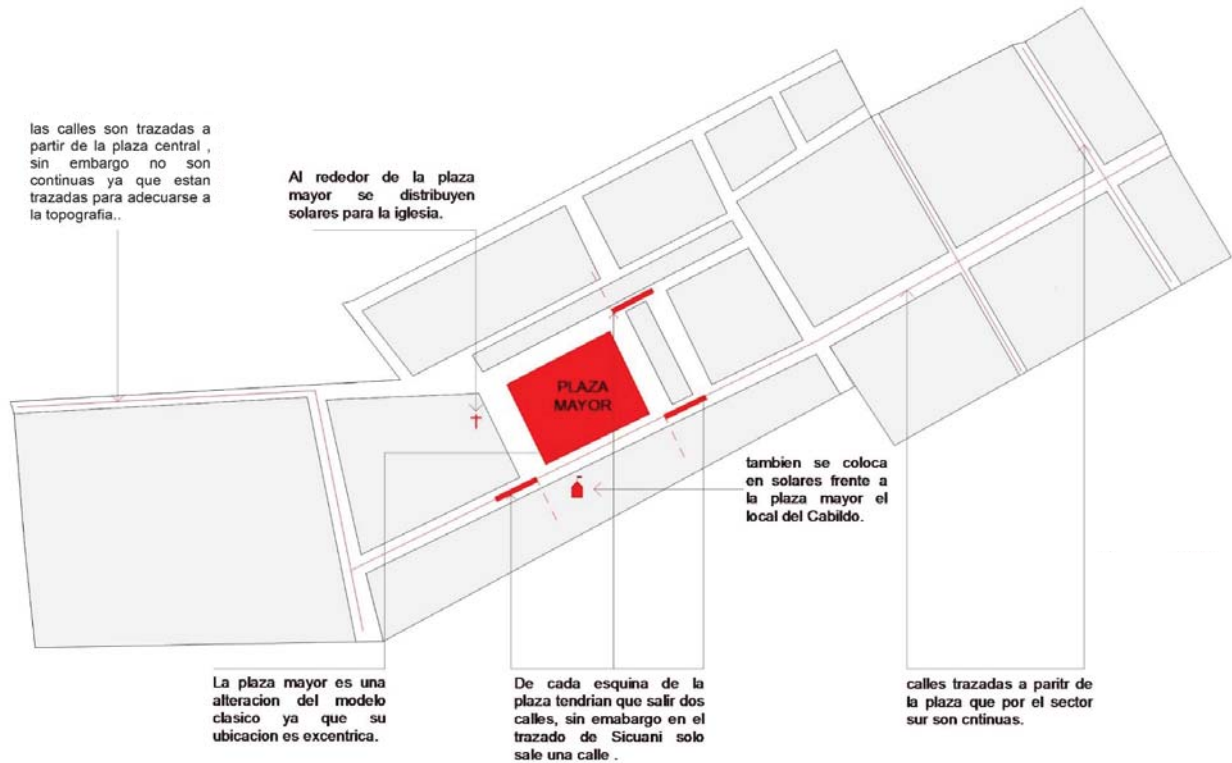 las calles son trazadas a
partir de la plaza central ,
sin embargo no son
continuas ya que estan
trazadas para adecuarse a
la topografia..
Al rededor de la plaza
mayor se distribuyen
solares para la iglesia.
PLAZA
MAYOR
tambien se coloca
en solares frente a
la plaza mayor el
local del Cabildo.
La plaza mayor es una
alteracion del modelo
clasico ya que su
ubicacion es excentrica.
De cada esquina de la
plaza tendrian que salir dos
calles, sin emabargo en el
trazado de Sicuani solo
sale una calle .
calles trazadas a paritr de
la plaza que por el sector
sur son cntinuas.